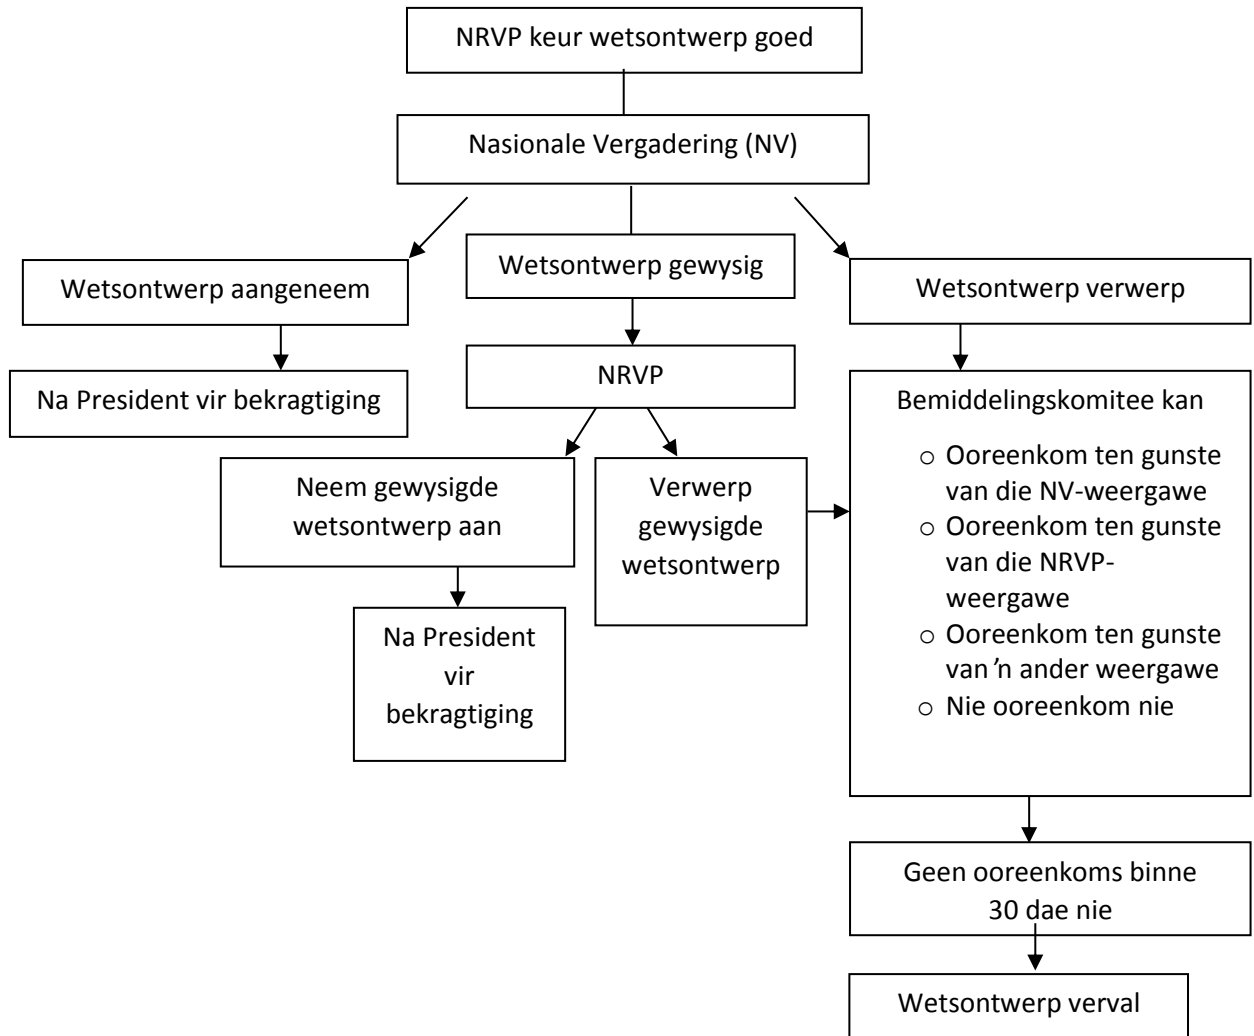 NRVP keur wetsontwerp goed
Nasionale Vergadering (NV)
Wetsontwerp aangeneem
Wetsontwerp gewysig
Wetsontwerp verwerp
Na President vir bekragtiging
NRVP
Neem gewysigde
wetsontwerp aan
Verwerp
gewysigde
wetsontwerp
Na President
vir
bekragtiging
Bemiddelingskomitee kan
o Ooreenkom ten gunste
van die NV-weergawe
o Ooreenkom ten gunste
van die NRVP-
weergawe
o Ooreenkom ten gunste
van 'n ander weergawe
o Nie ooreenkom nie
Geen ooreenkoms binne
30 dae nie
Wetsontwerp verval